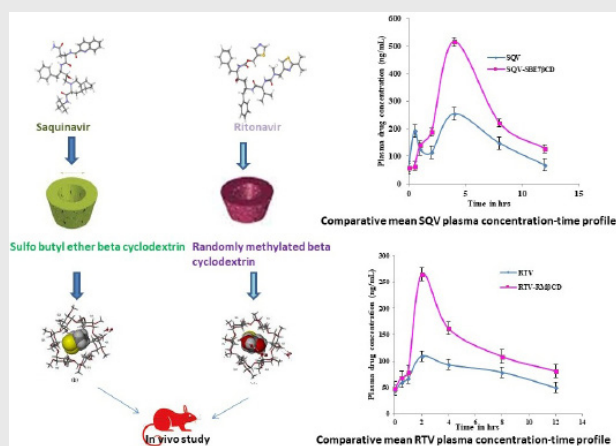 Saquinavir
Ritonavir
Sulfo butyl ether beta cyclodextrin
Randomly methylated beta
cyclodextrin
In vivo study
Plasma drug concentration (ng/mL)
600
500
400
300
200
100
0
0
5
10
15
Time in hrs
SQV
SQV-SBE7βCD
Comparative mean SQV plasma concentration-time profile
Plasma drug concentration (ng/mL)
300
250
200
150
100
50
0
0
2
4
6
8
10
12
14
Time in hrs
RTV
RTV-RMβCD
Comparative mean RTV plasma concentration-time profile